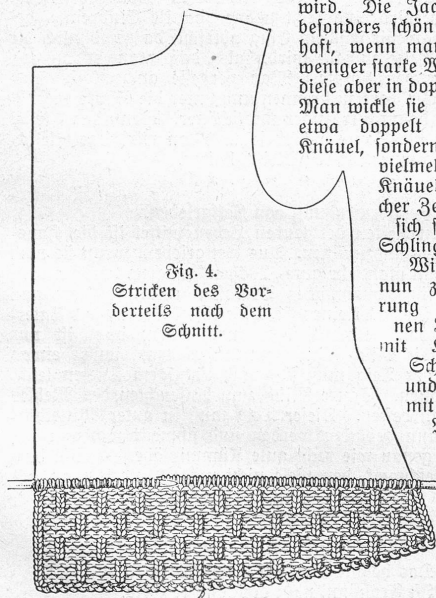 wird. Die Jac
besonders schön
haft, wenn man
weniger starke W
diese aber in dop
Man wickle sie
etwa doppelt
Knäuel, sondern
vielmeh
Knäuel
cher Ze
sich s
Schling
Wi
nun z
rung
nen
mit
Sch
und
mit
Fig. 4.
Stricken des Vor-
derteils nach dem
Schnitt.